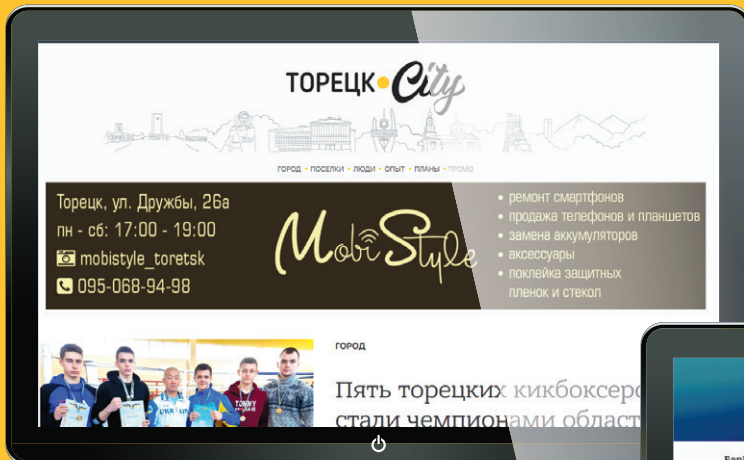 ТОРЕЦК•City
ГОРОД • ПОСЕЛКИ • ЛЮДИ • ОПЫТ • ПЛАНЫ • ПРОМО
Торецк, ул. Дружбы, 26а
пн - сб: 17:00 - 19:00
mobistyle_toretsk
095-068-94-98
MobiStyle
• ремонт смартфонов
• продажа телефонов и планшетов
• замена аккумуляторов
• аксессуары
• поклейка защитных
пленок и стекол
ГОРОД
Пять торецких кикбоксеро
стали чемпионами област